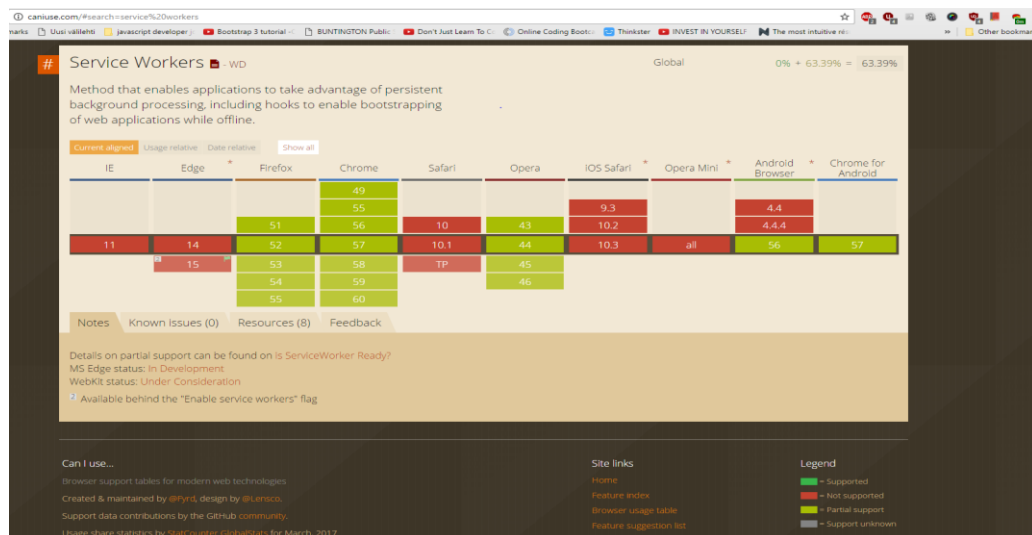 caniuse.com/#search=service%20workers
marks Uusi välilehti javascript developer j Bootstrap 3 tutorial - BUNTINGTON Public Don't Just Learn To C Online Coding Bootc Thinkster INVEST IN YOURSELF The most intuitive re » Other bookmar
# Service Workers - WD Global 0% + 63.39% = 63.39%
Method that enables applications to take advantage of persistent
background processing, including hooks to enable bootstrapping
of web applications while offline.
Current aligned Usage relative Date relative Show all
IE Edge * Firefox Chrome Safari Opera iOS Safari * Opera Mini * Android Browser * Chrome for Android
49
55 9.3 4.4
51 56 10 43 10.2 4.4.4
11 14 52 57 10.1 44 10.3 all 56 57
15 53 58 TP 45
54 59 46
55 60
Notes Known issues (0) Resources (8) Feedback
Details on partial support can be found on Is ServiceWorker Ready?
MS Edge status: In Development
WebKit status: Under Consideration
Available behind the "Enable service workers" flag
Can I use... Site links Legend
Browser support tables for modern web technologies Home = Supported
Created & maintained by @Fyrd, design by @Lensco. Feature index = Not supported
Support data contributions by the GitHub community. Browser usage table = Partial support
Usage share statistics by StatCounter GlobalStats for March, 2017 Feature suggestion list = Support unknown